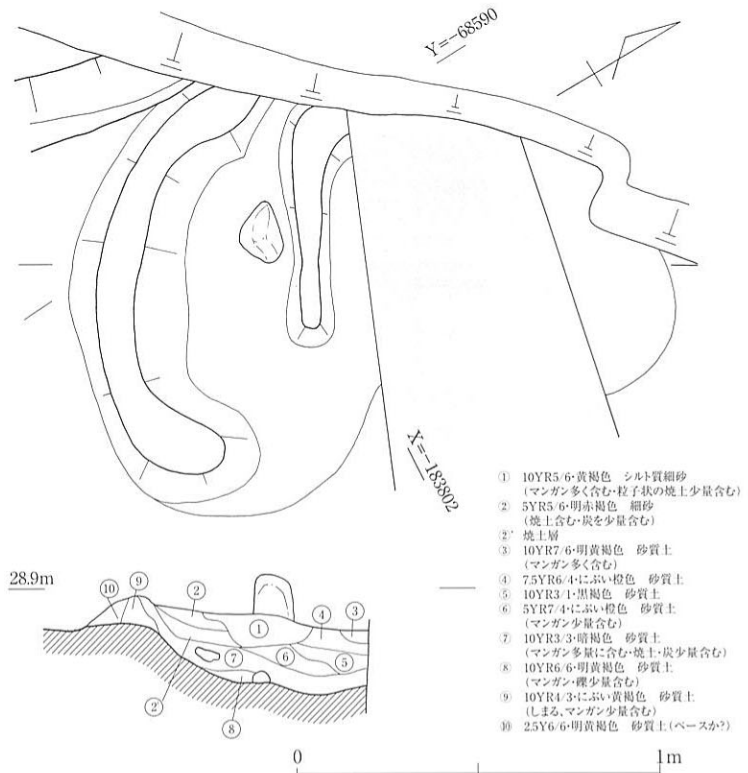 Y=-68590
X=-183802
① 10YR5/6・黄褐色 シルト質細砂
(マンガン多く含む・粒子状の焼土少量含む)
② 5YR5/6・明赤褐色 細砂
(焼土含む・炭を少量含む)
②' 焼土層
③ 10YR7/6・明黄褐色 砂質土
(マンガン多く含む)
④ 7.5YR6/4・にぶい橙色 砂質土
⑤ 10YR3/1・黒褐色 砂質土
⑥ 5YR7/4・にぶい橙色 砂質土
(マンガン少量含む)
⑦ 10YR3/3・暗褐色 砂質土
(マンガン多量に含む・焼土・炭少量含む)
⑧ 10YR6/6・明黄褐色 砂質土
(マンガン・礫少量含む)
⑨ 10YR4/3・にぶい黄褐色 砂質土
(しまる、マンガン少量含む)
⑩ 2.5Y6/6・明黄褐色 砂質土(ベースか?)
28.9m
⑩ ⑨ ② ① ④ ③
⑦ ⑥ ⑤
②' ⑧
0 1m